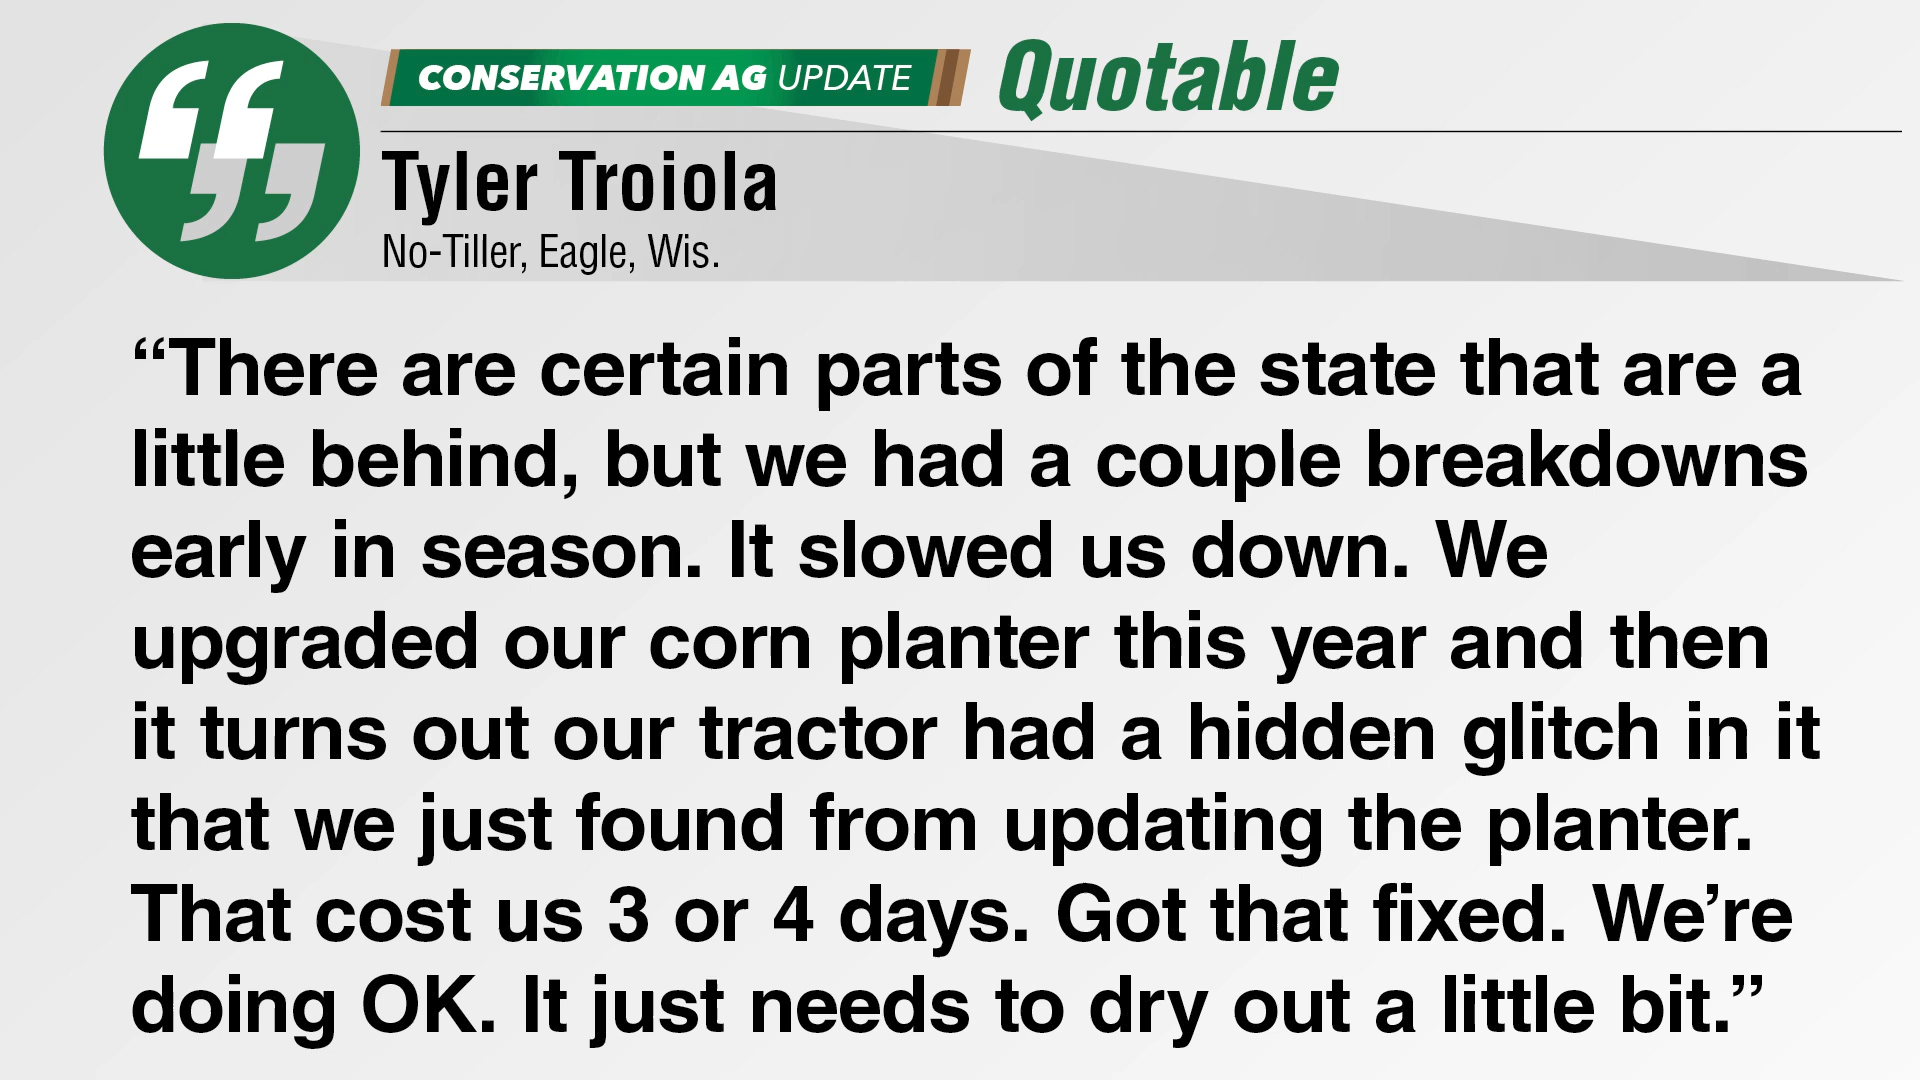 CONSERVATION AG UPDATE Quotable
Tyler Troiola
No-Tiller, Eagle, Wis.
“There are certain parts of the state that are a
little behind, but we had a couple breakdowns
early in season. It slowed us down. We
upgraded our corn planter this year and then
it turns out our tractor had a hidden glitch in it
that we just found from updating the planter.
That cost us 3 or 4 days. Got that fixed. We’re
doing OK. It just needs to dry out a little bit.”